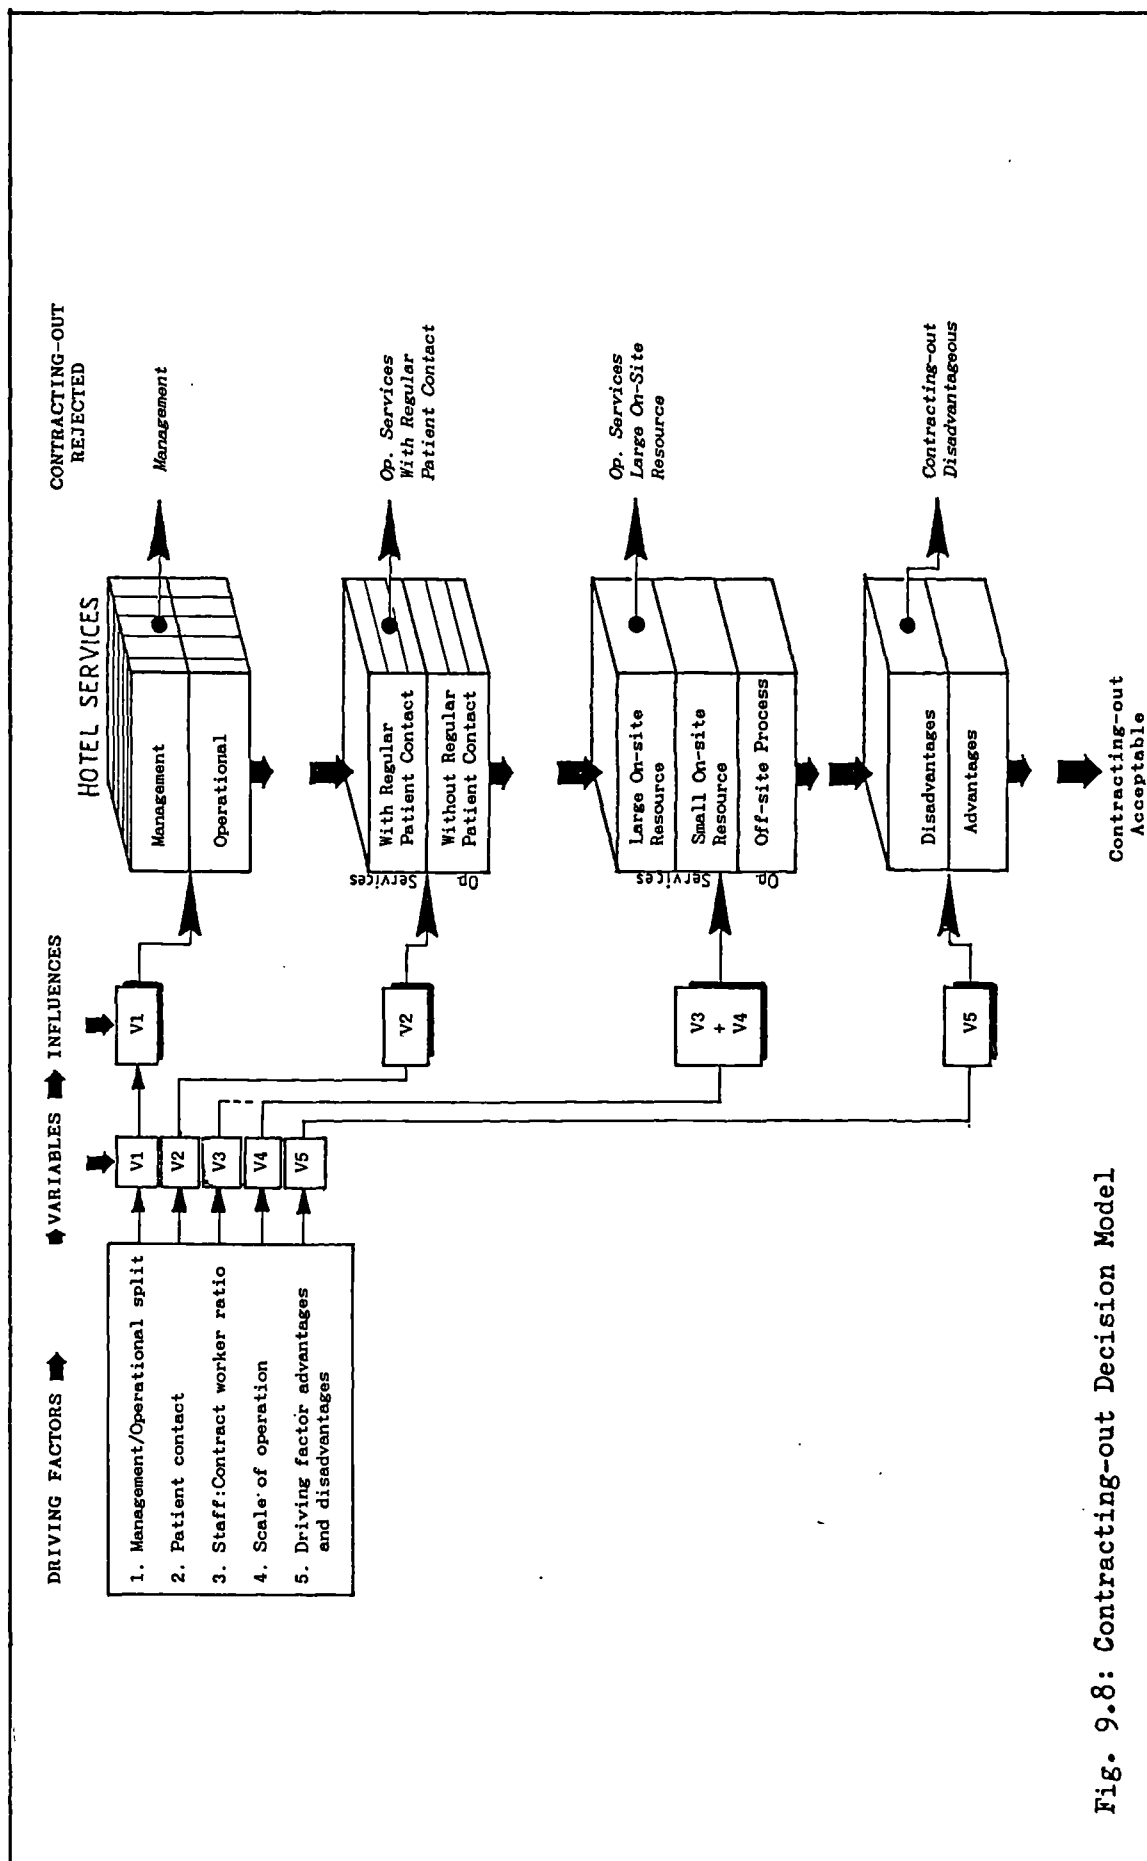 DRIVING FACTORS
VARIABLES
INFLUENCES
CONTRACTING-OUT
REJECTED
1. Management/Operational split
2. Patient contact
3. Staff:Contract worker ratio
4. Scale of operation
5. Driving factor advantages
and disadvantages
V1
V2
V3
V4
V5
V1
HOTEL SERVICES
Management
Operational
Management
V2
Op. Services
With Regular
Patient Contact
Without Regular
Patient Contact
Op. Services
With Regular
Patient Contact
V3
+
V4
Op. Services
Large On-site
Resource
Small On-site
Resource
Off-site Process
Op. Services
Large On-Site
Resource
V5
Disadvantages
Advantages
Contracting-out
Disadvantageous
Contracting-out
Acceptable
Fig. 9.8: Contracting-out Decision Model